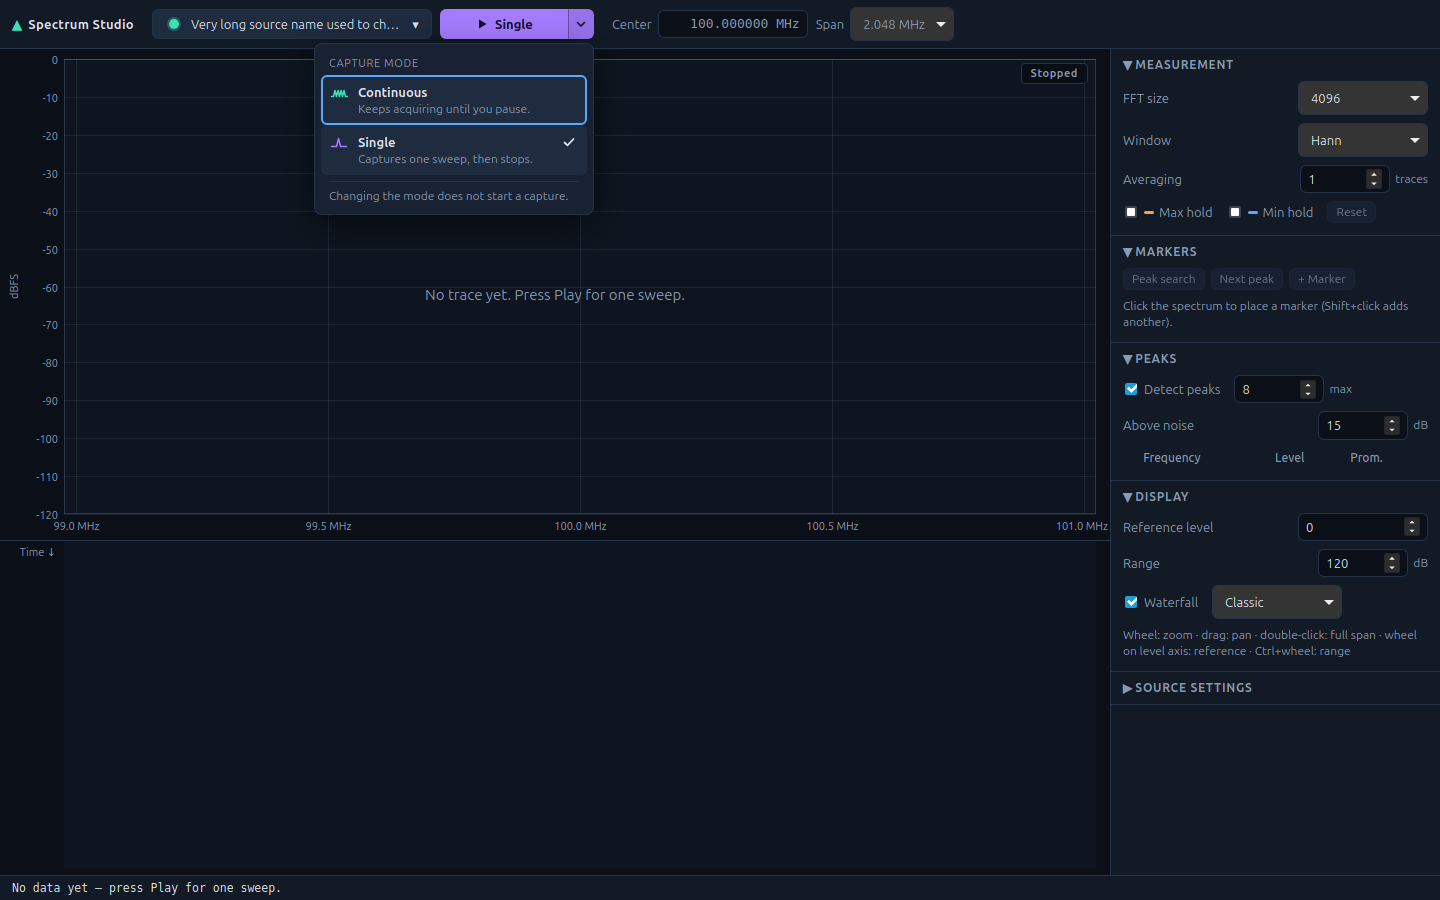 ▲ Spectrum Studio
Very long source name used to ch... ▾
Single
Center 100.000000 MHz Span 2.048 MHz
CAPTURE MODE
Continuous
Keeps acquiring until you pause.
Single
Captures one sweep, then stops.
Changing the mode does not start a capture.
Stopped
0
-10
-20
-30
-40
-50
-60
-70
-80
-90
-100
-110
-120
dBFS
No trace yet. Press Play for one sweep.
99.0 MHz 99.5 MHz 100.0 MHz 100.5 MHz 101.0 MHz
Time ↓
▼ MEASUREMENT
FFT size 4096
Window Hann
Averaging 1 traces
Max hold Min hold Reset
▼ MARKERS
Peak search Next peak + Marker
Click the spectrum to place a marker (Shift+click adds
another).
▼ PEAKS
Detect peaks 8 max
Above noise 15 dB
Frequency Level Prom.
▼ DISPLAY
Reference level 0
Range 120 dB
Waterfall Classic
Wheel: zoom · drag: pan · double-click: full span · wheel
on level axis: reference · Ctrl+wheel: range
▶ SOURCE SETTINGS
No data yet — press Play for one sweep.